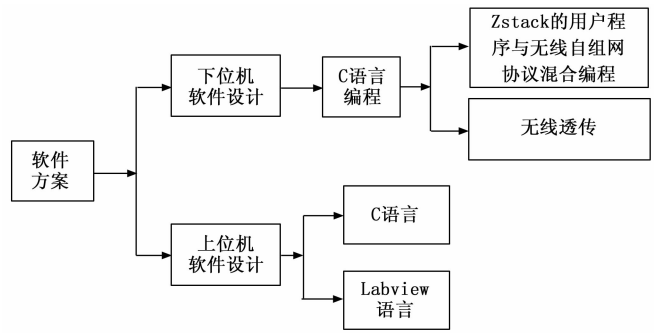 软件
方案
下位机
软件设计
C语言
编程
Zstack的用户程
序与无线自组网
协议混合编程
无线透传
上位机
软件设计
C语言
Labview
语言